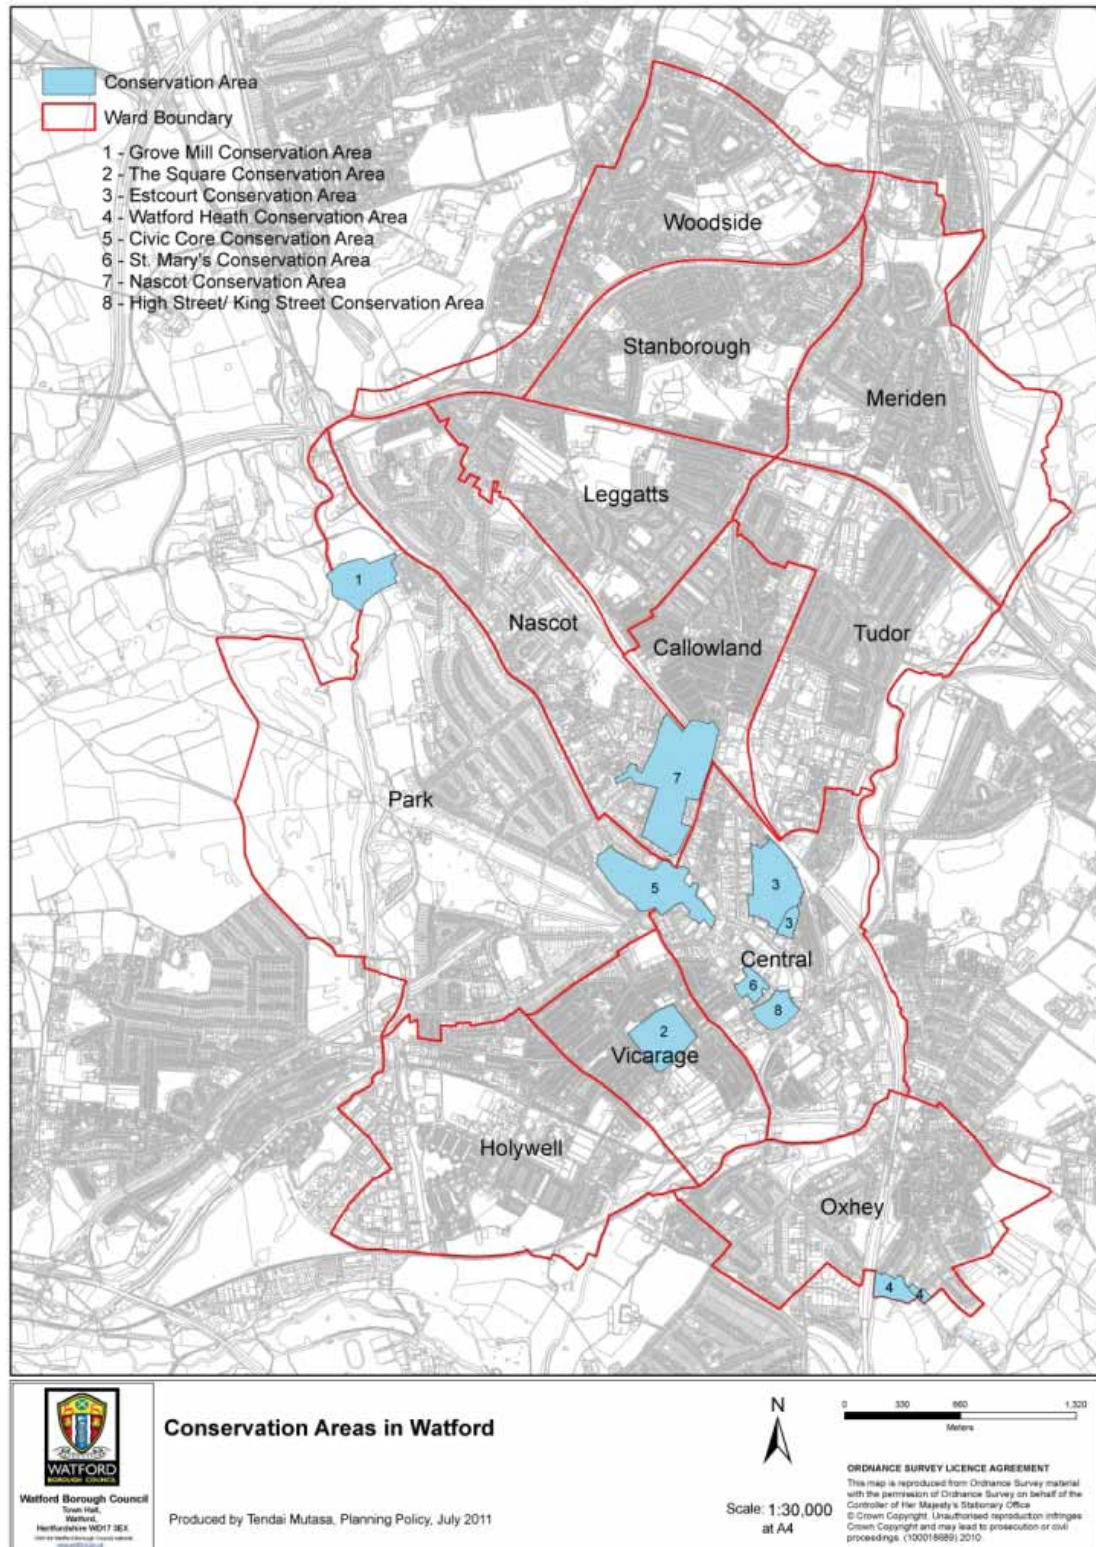 Conservation Area
Ward Boundary
1 - Grove Mill Conservation Area
2 - The Square Conservation Area
3 - Estcourt Conservation Area
4 - Watford Heath Conservation Area
5 - Civic Core Conservation Area
6 - St. Mary's Conservation Area
7 - Nascot Conservation Area
8 - High Street/ King Street Conservation Area
Woodside
Stanborough
Meriden
Leggatts
1
Nascot
Callowland
Tudor
7
Park
5
3
3
Central
6
8
2
Vicarage
Holywell
Oxhey
4
4
WATFORD
BOROUGH COUNCIL
Watford Borough Council
Town Hall,
Watford,
Hertfordshire WD17 3EX
Conservation Areas in Watford
Produced by Tendai Mutasa, Planning Policy, July 2011
N
Scale: 1:30,000
at A4
0 330 660 1,320
Meters
ORDNANCE SURVEY LICENCE AGREEMENT
This map is reproduced from Ordnance Survey material
with the permission of Ordnance Survey on behalf of the
Controller of Her Majesty's Stationary Office
© Crown Copyright. Unauthorised reproduction infringes
Crown Copyright and may lead to prosecution or civil
proceedings. (100018689) 2010